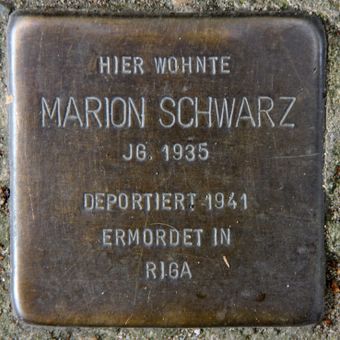 HIER WOHNTE
MARION SCHWARZ
JG. 1935
DEPORTIERT 1941
ERMORDET IN
RIGA